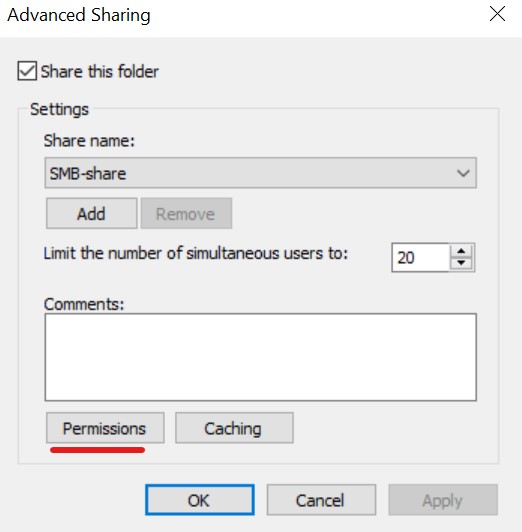 Advanced Sharing
Share this folder
Settings
Share name:
SMB-share
Add Remove
Limit the number of simultaneous users to: 20
Comments:
Permissions Caching
OK Cancel Apply